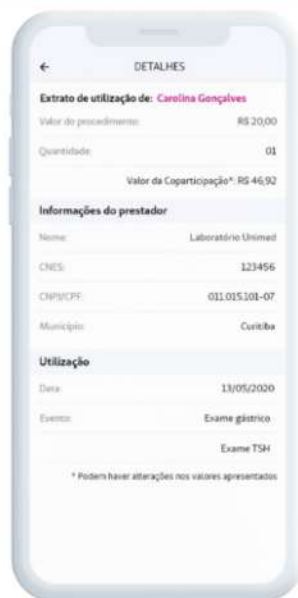 DETALHES
Extrato de utilização de: Carolina Gonçalves
Valor do procedimento: R$ 20,00
Quantidade: 01
Valor da Coparticipação*: R$ 46,92
Informações do prestador
Nome: Laboratório Unimed
CNES: 123456
CNPJ/CPF: 011.015.101-07
Município: Curitiba
Utilização
Data: 13/05/2020
Evento: Exame gástrico
Exame TSH
* Podem haver alterações nos valores apresentados